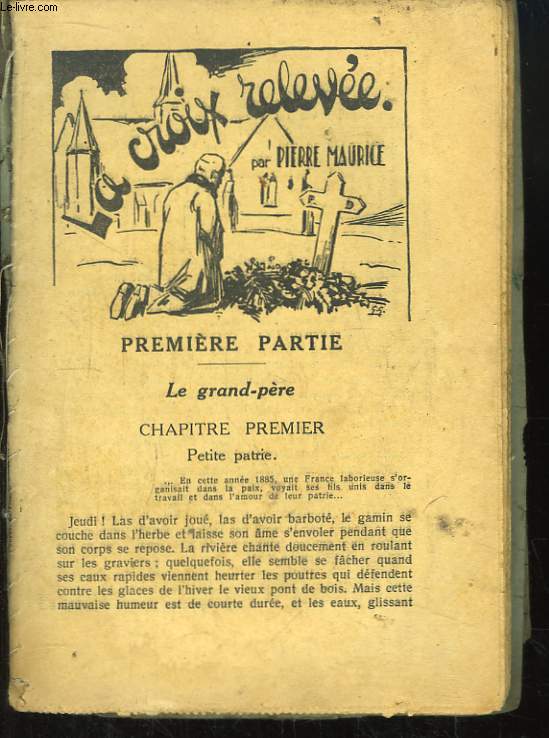 Le-livre.com
La croix relevée.
par PIERRE MAURICE
PREMIÈRE PARTIE
Le grand-père
CHAPITRE PREMIER
Petite patrie.
... En cette année 1885, une France laborieuse s'or-
ganisait dans la paix, voyait ses fils unis dans le
travail et dans l'amour de leur patrie...
Jeudi ! Las d'avoir joué, las d'avoir barboté, le gamin se
couche dans l'herbe et laisse son âme s'envoler pendant que
son corps se repose. La rivière chante doucement en roulant
sur les graviers ; quelquefois, elle semble se fâcher quand
ses eaux rapides viennent heurter les poutres qui défendent
contre les glaces de l'hiver le vieux pont de bois. Mais cette
mauvaise humeur est de courte durée, et les eaux, glissant